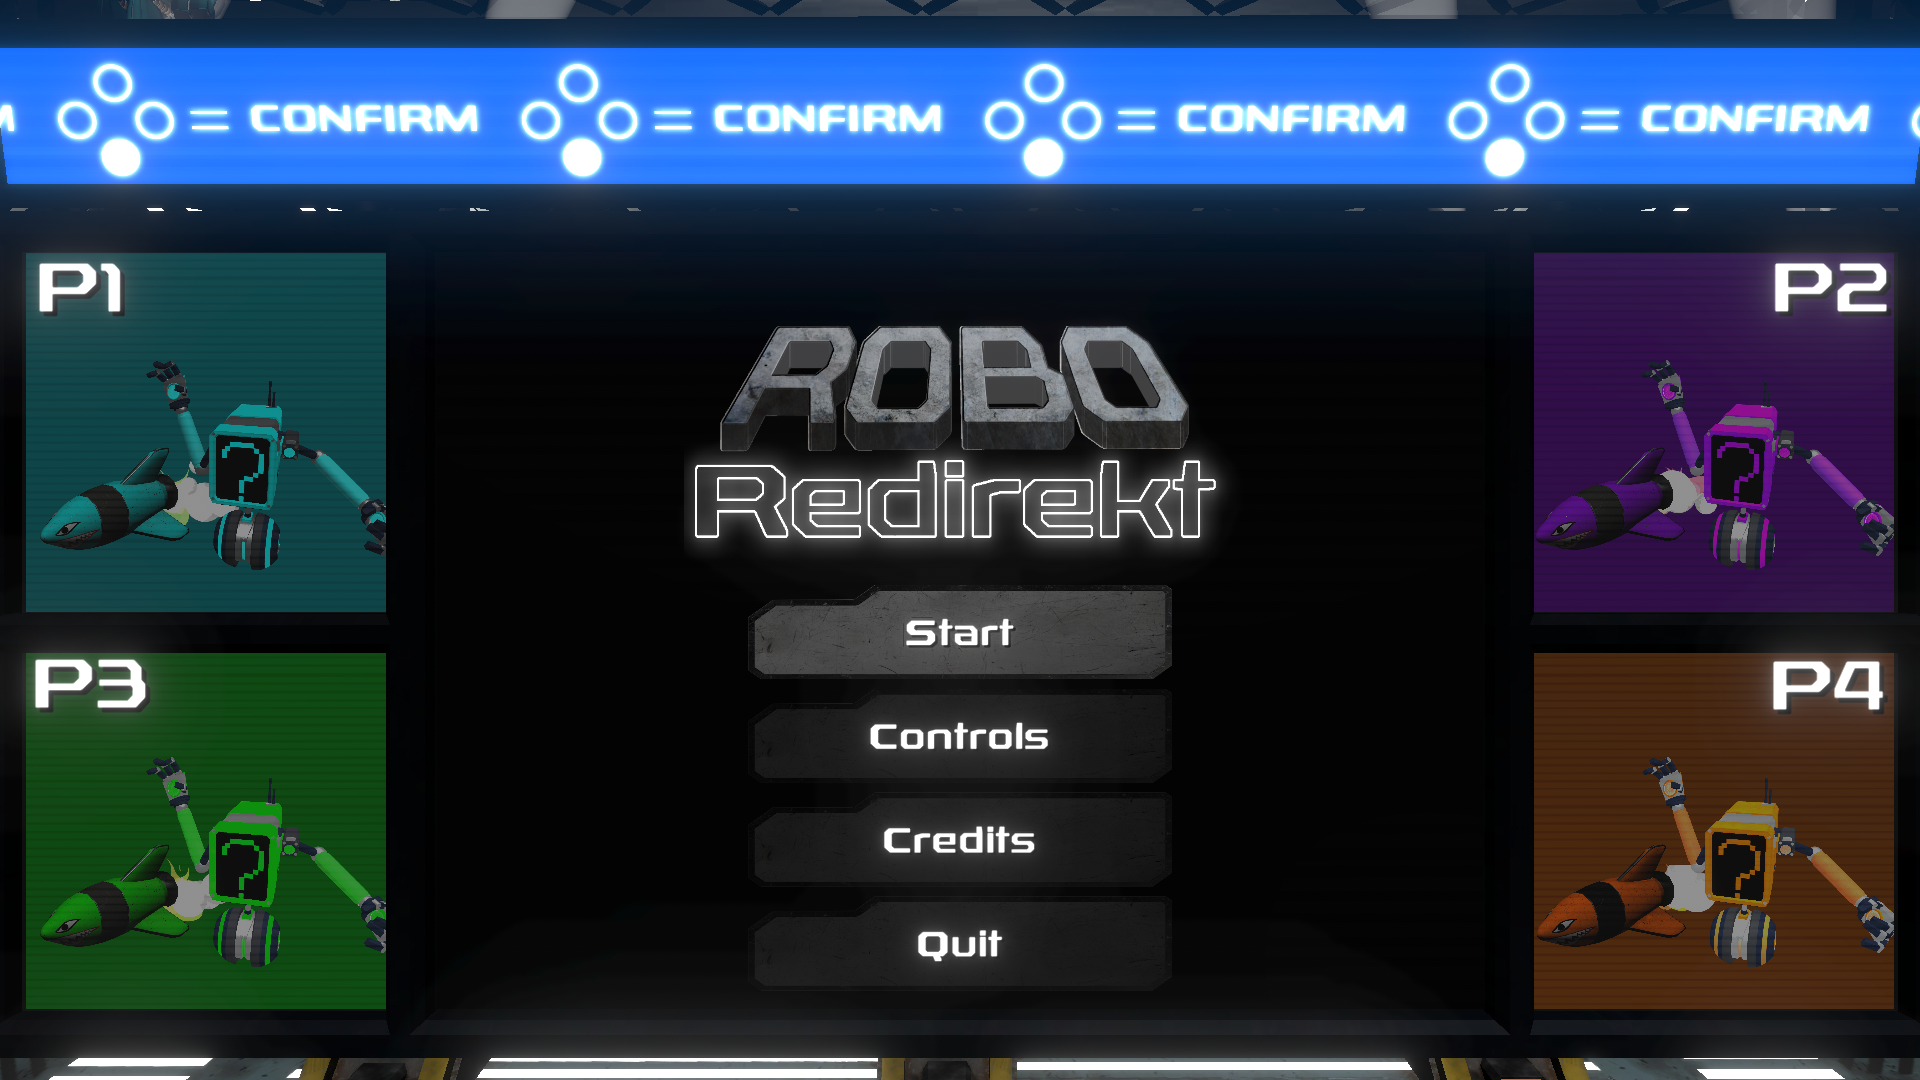 = CONFIRM = CONFIRM = CONFIRM = CONFIRM
P1
P2
ROBO
Redirekt
Start
P3
P4
Controls
Credits
Quit